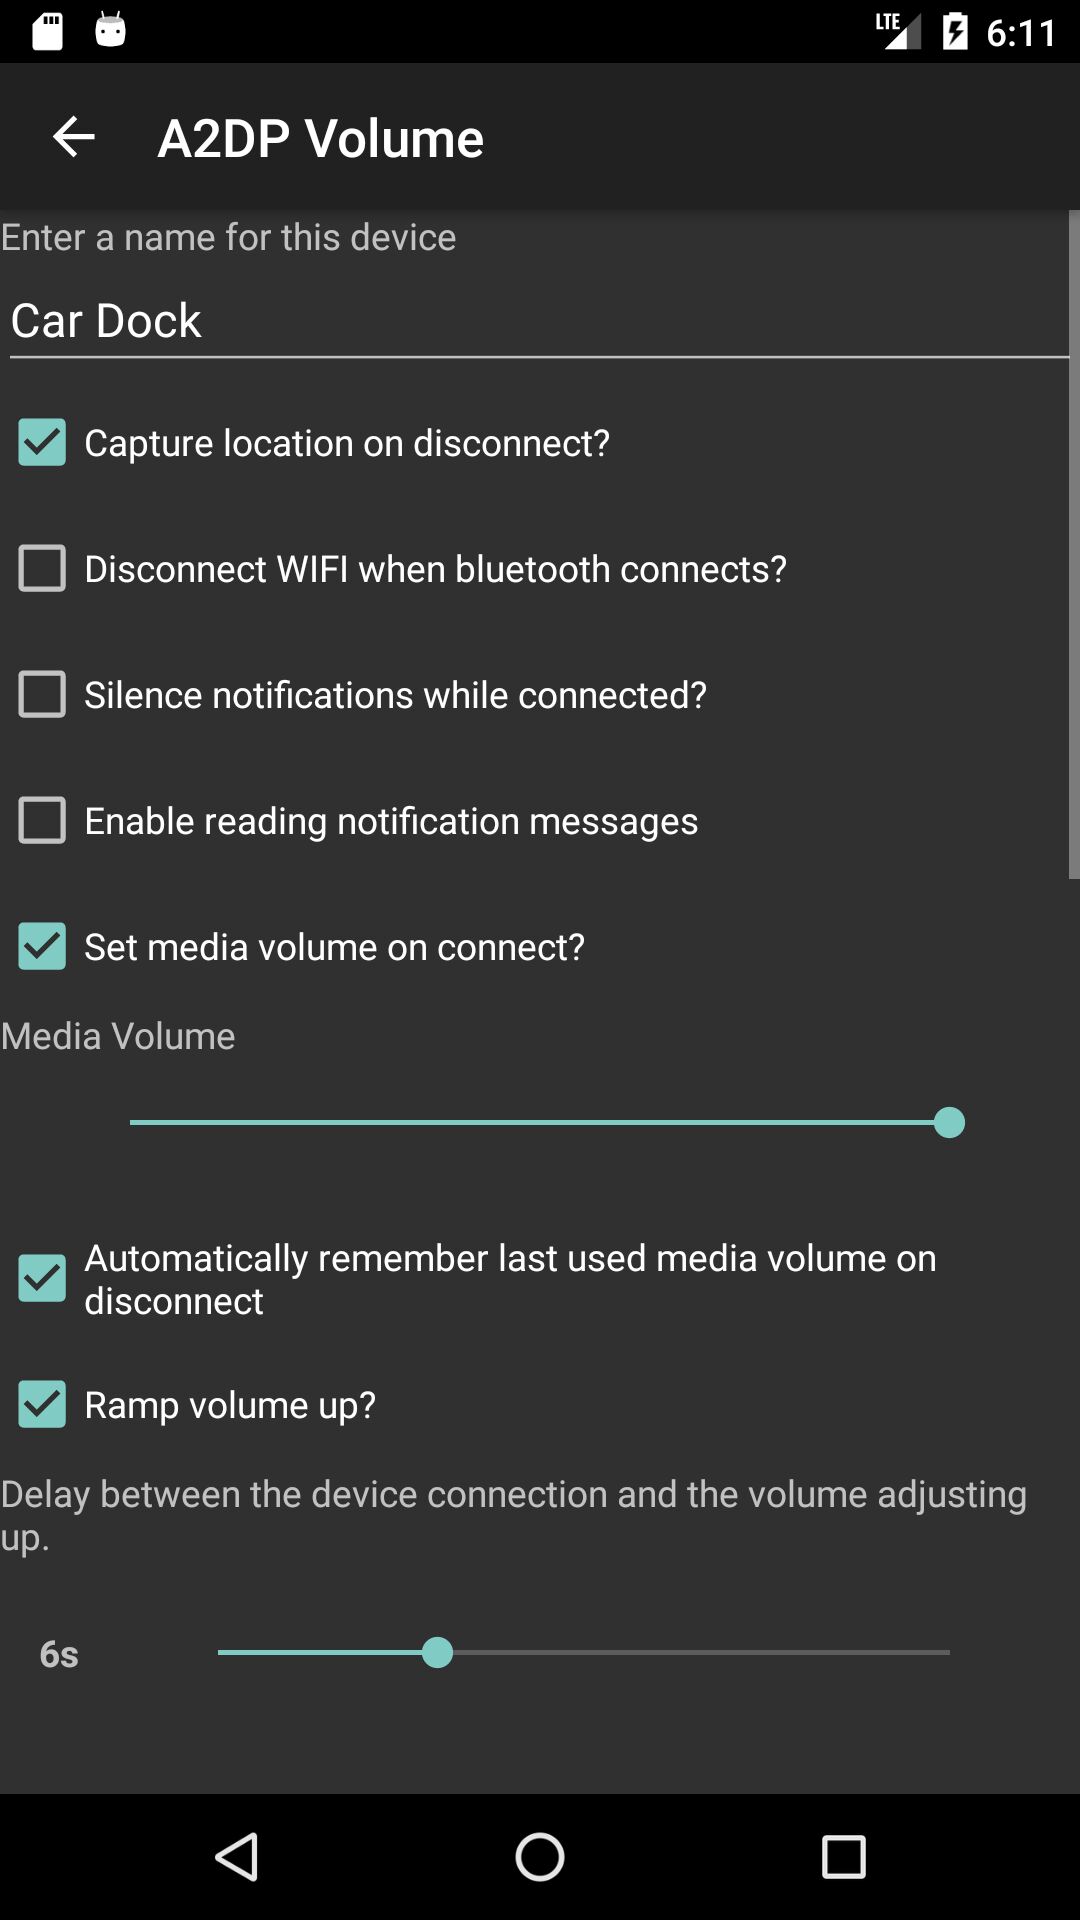 LTE 6:11
A2DP Volume
Enter a name for this device
Car Dock
Capture location on disconnect?
Disconnect WIFI when bluetooth connects?
Silence notifications while connected?
Enable reading notification messages
Set media volume on connect?
Media Volume
Automatically remember last used media volume on
disconnect
Ramp volume up?
Delay between the device connection and the volume adjusting
up.
6s